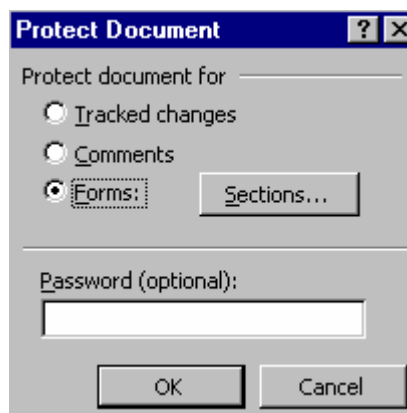 Protect Document
Protect document for
Tracked changes
Comments
Forms:
Sections...
Password (optional):
OK
Cancel